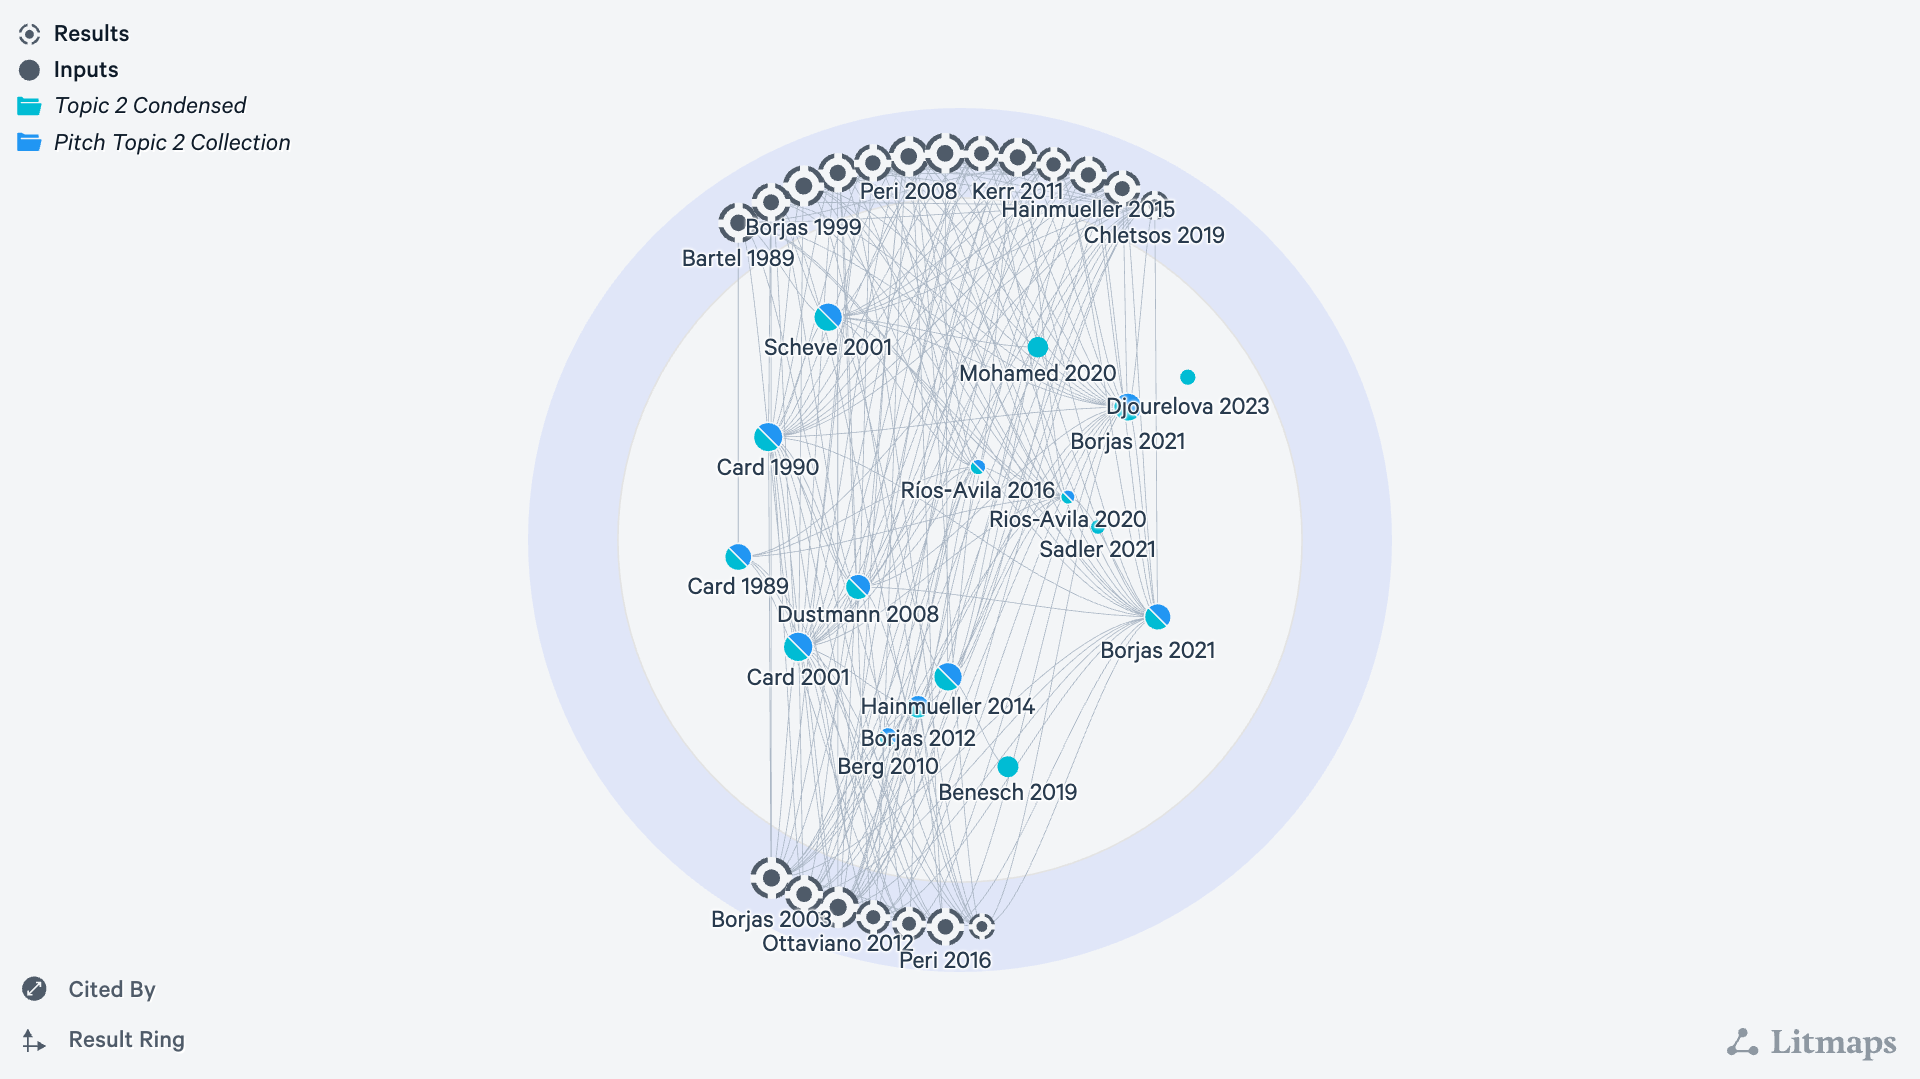 Results
Inputs
Topic 2 Condensed
Pitch Topic 2 Collection
Peri 2008
Kerr 2011
Hainmueller 2015
Borjas 1999
Chletsos 2019
Bartel 1989
Scheve 2001
Mohamed 2020
Djourelova 2023
Borjas 2021
Card 1990
Ríos-Avila 2016
Rios-Avila 2020
Sadler 2021
Card 1989
Dustmann 2008
Borjas 2021
Card 2001
Hainmueller 2014
Borjas 2012
Berg 2010
Benesch 2019
Borjas 2003
Ottaviano 2012
Peri 2016
Cited By
Result Ring
Litmaps